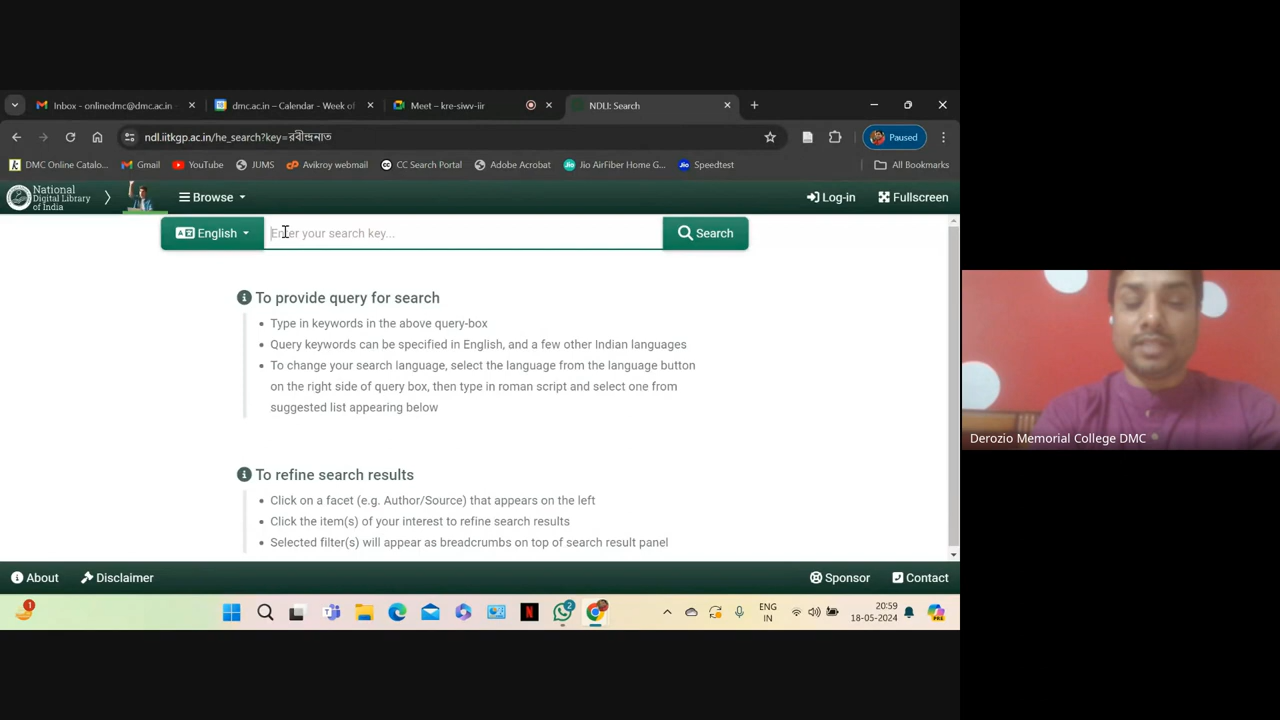 Inbox - onlinedmc@dmc.ac.in
dmc.ac.in – Calendar - Week of
Meet – kre-siwv-iir
NDLI: Search
ndl.iitkgp.ac.in/he_search?key=রবীন্দ্রনাত
Paused
DMC Online Catalo...
Gmail
YouTube
JUMS
Avikroy webmail
CC Search Portal
Adobe Acrobat
Jio AirFiber Home G...
Speedtest
All Bookmarks
National
Digital Library
of India
Browse
Log-in
Fullscreen
English
Enter your search key...
Search
To provide query for search
Type in keywords in the above query-box
Query keywords can be specified in English, and a few other Indian languages
To change your search language, select the language from the language button
on the right side of query box, then type in roman script and select one from
suggested list appearing below
To refine search results
Click on a facet (e.g. Author/Source) that appears on the left
Click the item(s) of your interest to refine search results
Selected filter(s) will appear as breadcrumbs on top of search result panel
About
Disclaimer
Sponsor
Contact
1
2
ENG
IN
20:59
18-05-2024
Derozio Memorial College DMC